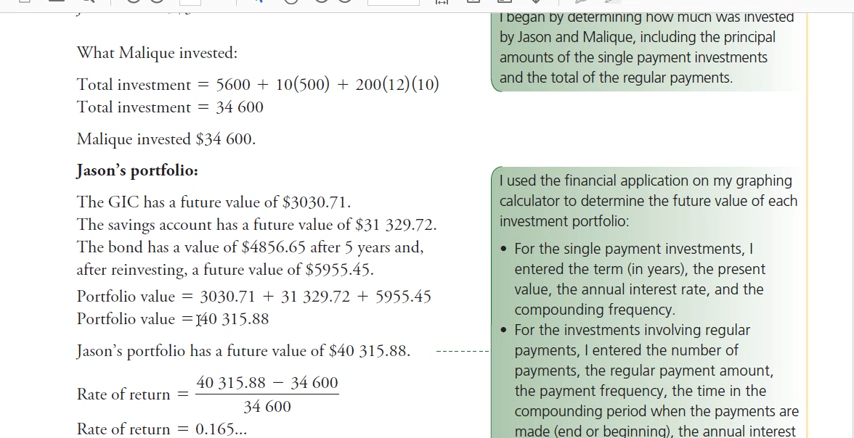 I began by determining how much was invested
by Jason and Malique, including the principal
amounts of the single payment investments
and the total of the regular payments.
What Malique invested:
Total investment = 5600 + 10(500) + 200(12)(10)
Total investment = 34 600
Malique invested $34 600.
Jason's portfolio:
The GIC has a future value of $3030.71.
The savings account has a future value of $31 329.72.
The bond has a value of $4856.65 after 5 years and,
after reinvesting, a future value of $5955.45.
Portfolio value = 3030.71 + 31 329.72 + 5955.45
Portfolio value = 40 315.88
Jason's portfolio has a future value of $40 315.88.
Rate of return = 40 315.88 − 34 600
34 600
Rate of return = 0.165...
I used the financial application on my graphing
calculator to determine the future value of each
investment portfolio:
• For the single payment investments, I
entered the term (in years), the present
value, the annual interest rate, and the
compounding frequency.
• For the investments involving regular
payments, I entered the number of
payments, the regular payment amount,
the payment frequency, the time in the
compounding period when the payments are
made (end or beginning), the annual interest